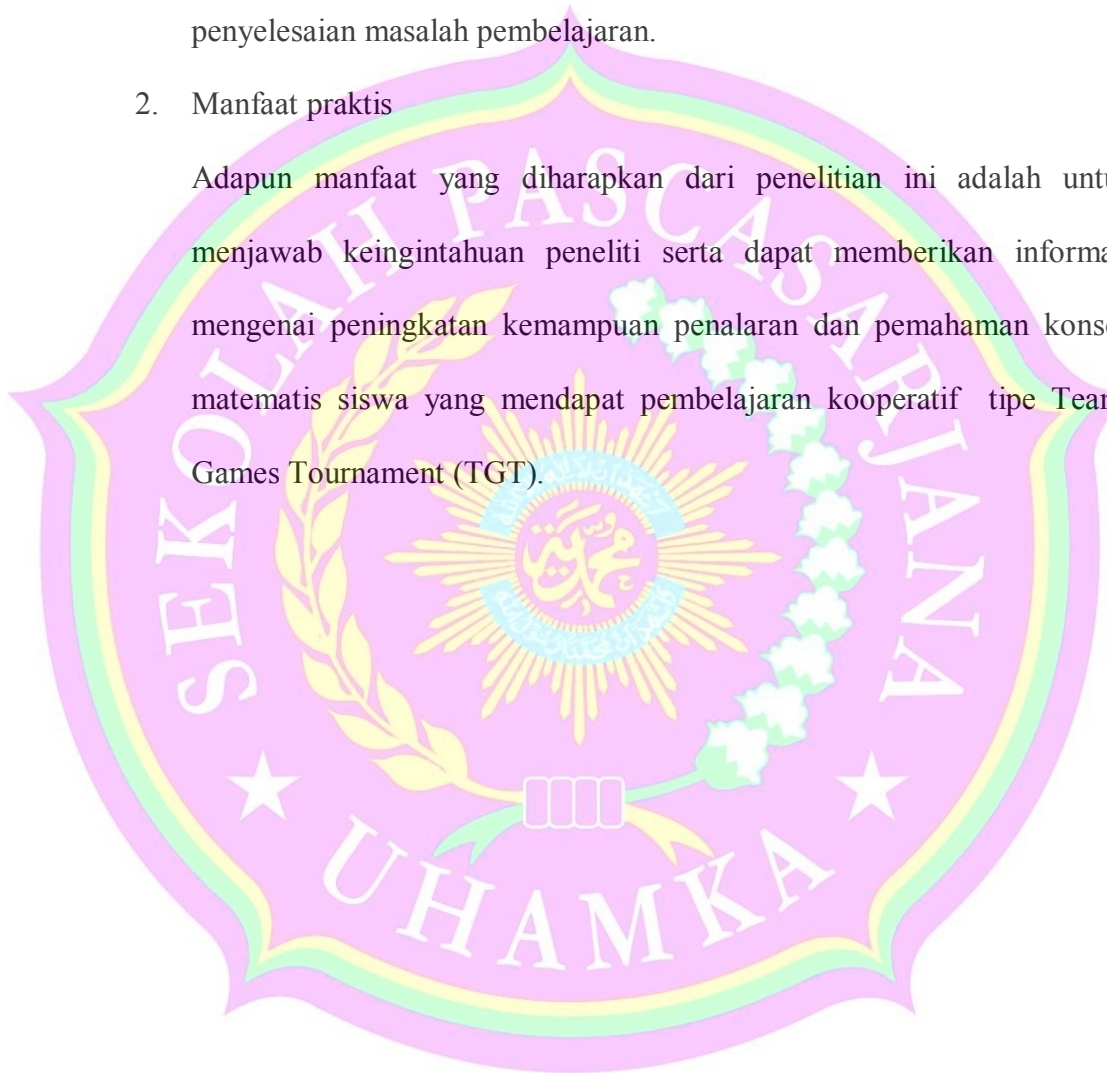 penyelesaian masalah pembelajaran.
2. Manfaat praktis
Adapun manfaat yang diharapkan dari penelitian ini adalah untu
menjawab keingintahuan peneliti serta dapat memberikan informa
mengenai peningkatan kemampuan penalaran dan pemahaman konse
matematis siswa yang mendapat pembelajaran kooperatif tipe Team
Games Tournament (TGT).
SEKOLAH PASCASARJANA
UHAMKA